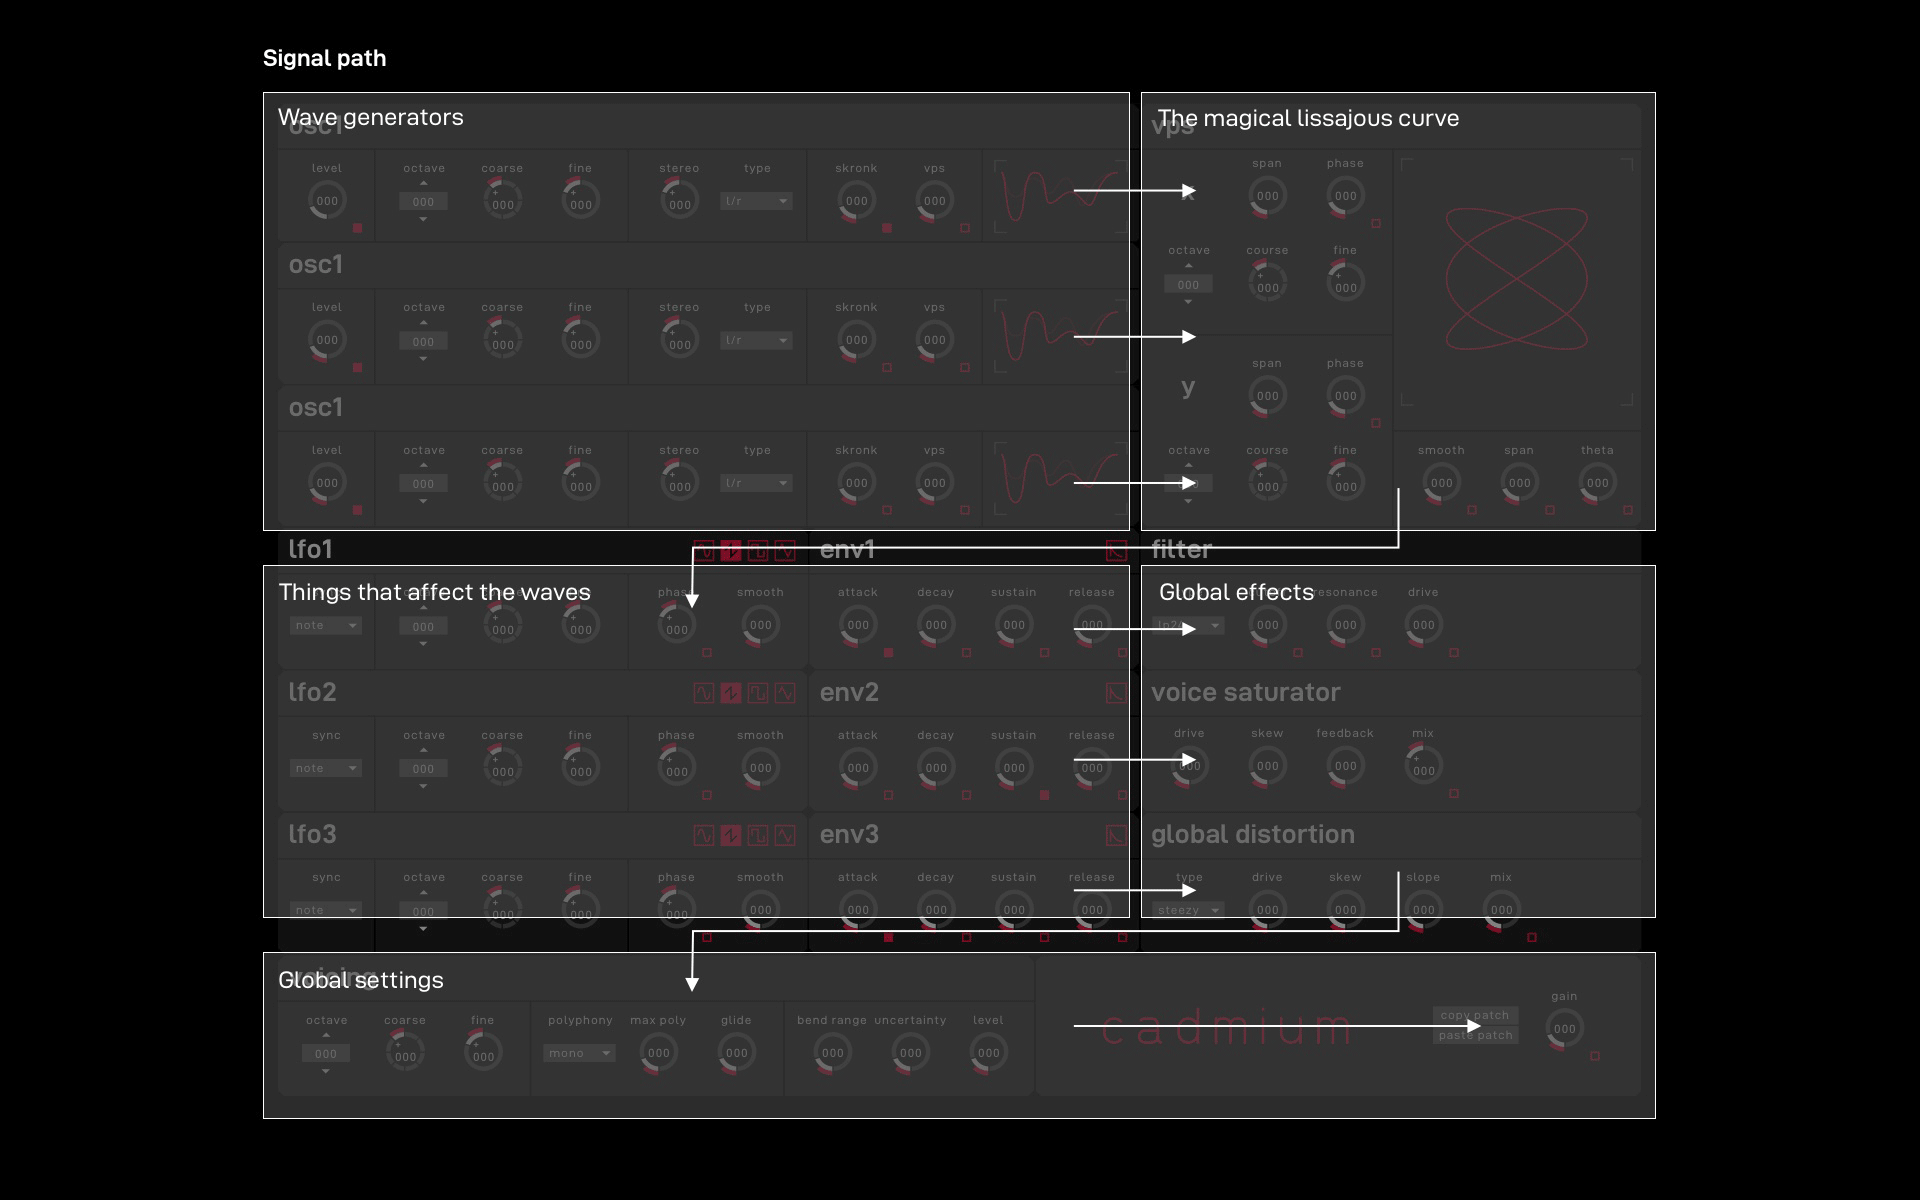 Signal path
Wave generators
The magical lissajous curve
osc1
vps
level octave coarse fine stereo type skronk vps
span phase
000 000 + 000 + 000 + 000 l/r 000 000
x 000 000
octave course fine
osc1
000 + 000 + 000
level octave coarse fine stereo type skronk vps
000 000 + 000 + 000 + 000 l/r 000 000
span phase
y 000 000
osc1
level octave coarse fine stereo type skronk vps
octave course fine smooth span theta
000 000 + 000 + 000 + 000 l/r 000 000
+ 000 + 000 000 000 000
lfo1 env1 filter
Things that affect the waves
Global effects
phase smooth attack decay sustain release
resonance drive
note 000 + 000 + 000 + 000 000 000 000 000 000
000 000 000
lfo2 env2 voice saturator
sync octave coarse fine phase smooth attack decay sustain release
drive skew feedback mix
note 000 + 000 + 000 + 000 000 000 000 000 000
000 000 000 + 000
lfo3 env3 global distortion
sync octave coarse fine phase smooth attack decay sustain release
type drive skew slope mix
note 000 + 000 + 000 + 000 000 000 000 000 000
steezy 000 000 000 000
Global settings
voicing
octave coarse fine polyphony max poly glide bend range uncertainty level
000 + 000 + 000 mono 000 000 000 000 000
cadmium
copy patch
paste patch
gain
000